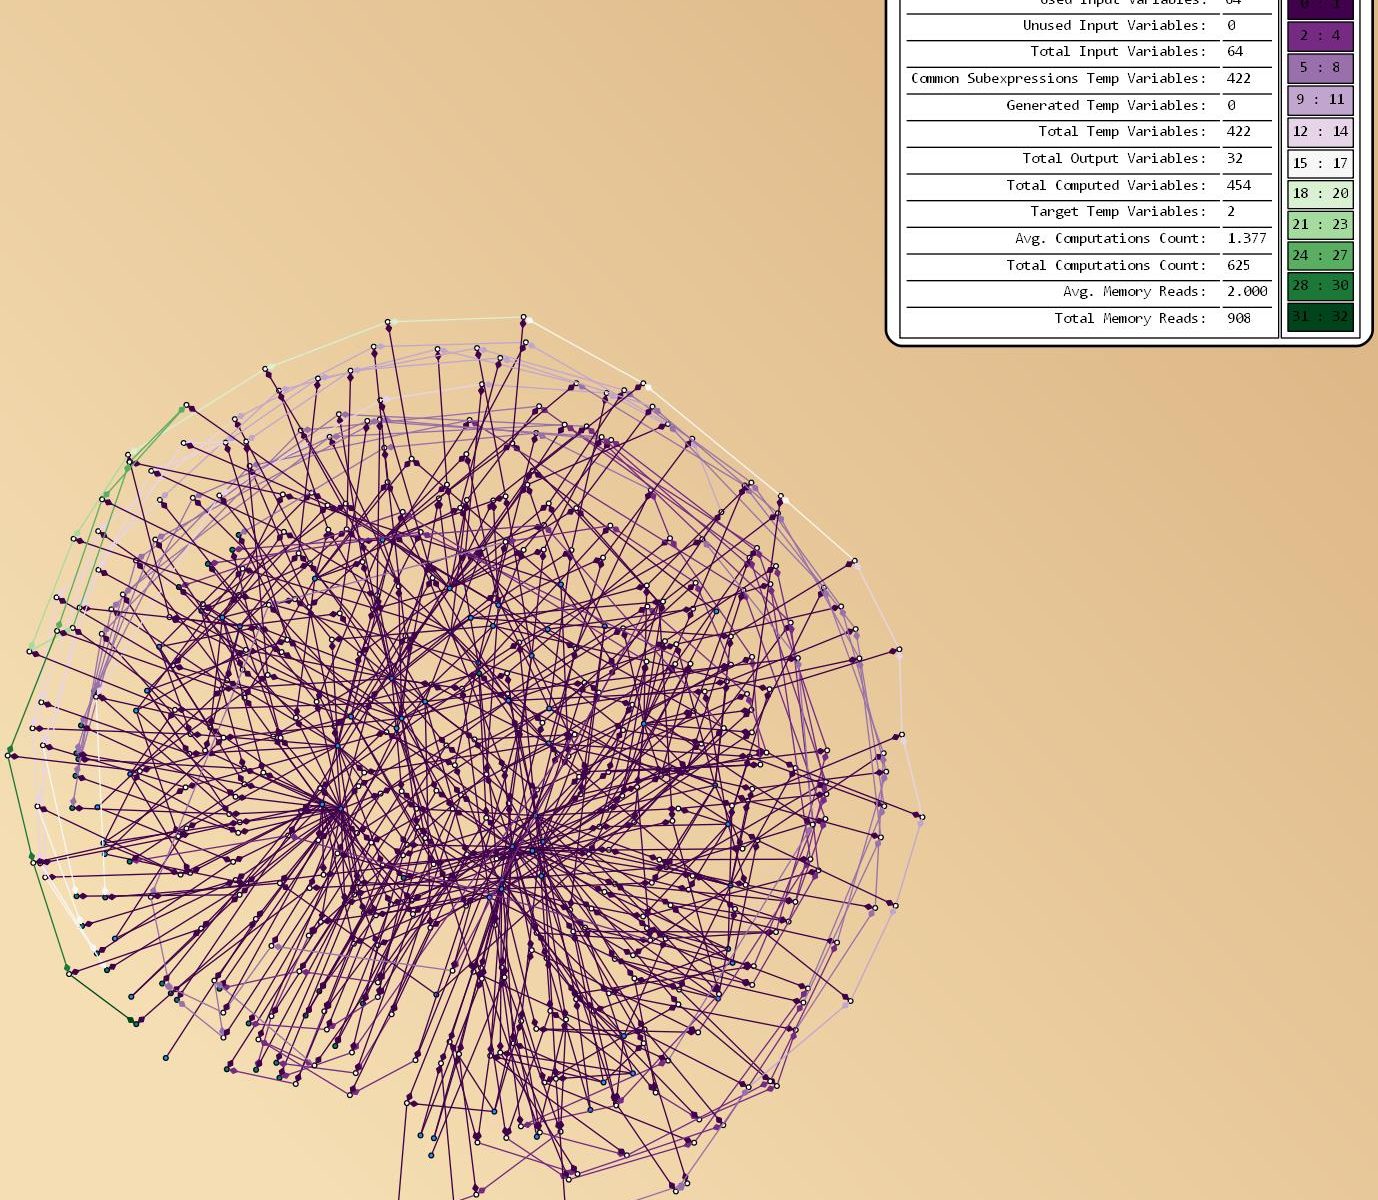 Used Input Variables: 64
Unused Input Variables: 0
Total Input Variables: 64
Common Subexpressions Temp Variables: 422
Generated Temp Variables: 0
Total Temp Variables: 422
Total Output Variables: 32
Total Computed Variables: 454
Target Temp Variables: 2
Avg. Computations Count: 1.377
Total Computations Count: 625
Avg. Memory Reads: 2.000
Total Memory Reads: 908
0 : 1
2 : 4
5 : 8
9 : 11
12 : 14
15 : 17
18 : 20
21 : 23
24 : 27
28 : 30
31 : 32